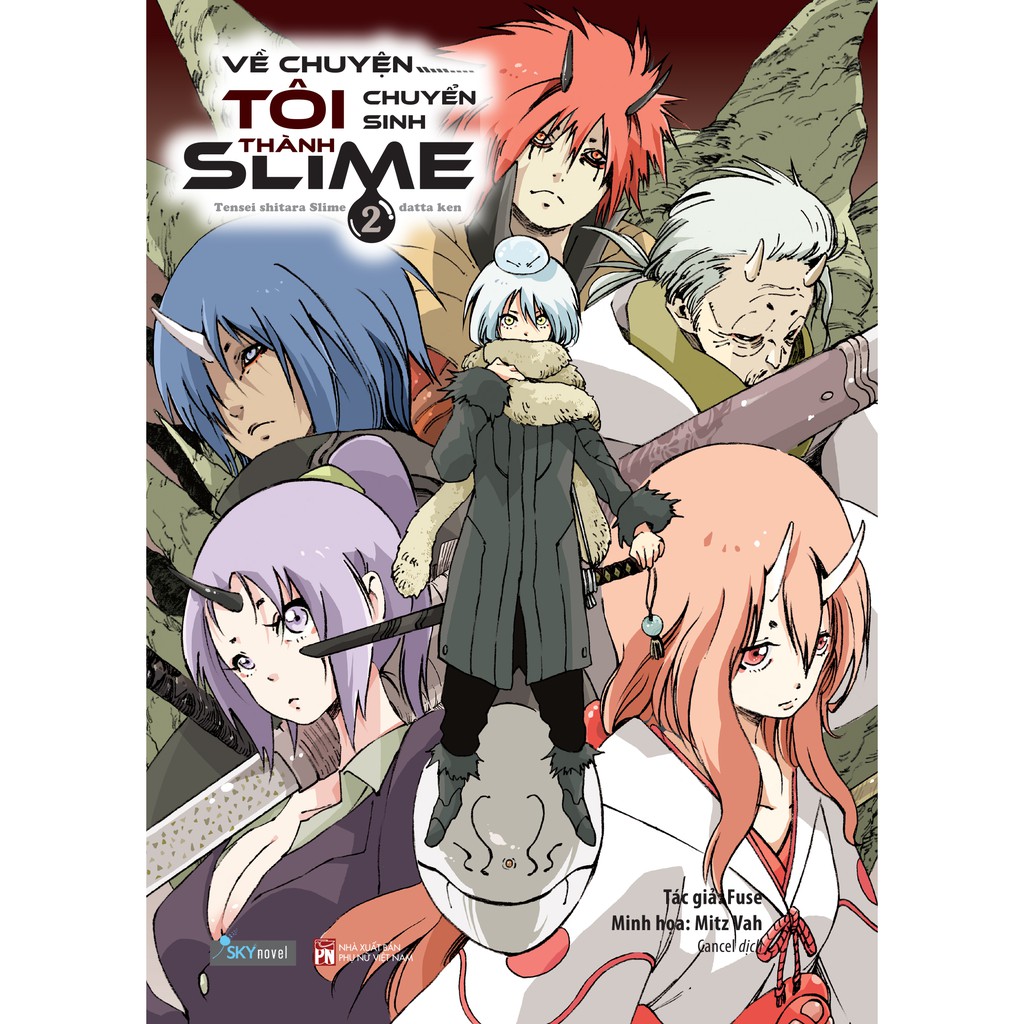 VỀ CHUYỆN.........
TÔI CHUYỂN SINH
THÀNH
SLIME
Tensei shitara Slime datta ken
2
Tác giả: Fuse
Minh họa: Mitz Vah
Cancel dịch
SKYnovel
PN
NHÀ XUẤT BẢN
PHỤ NỮ VIỆT NAM